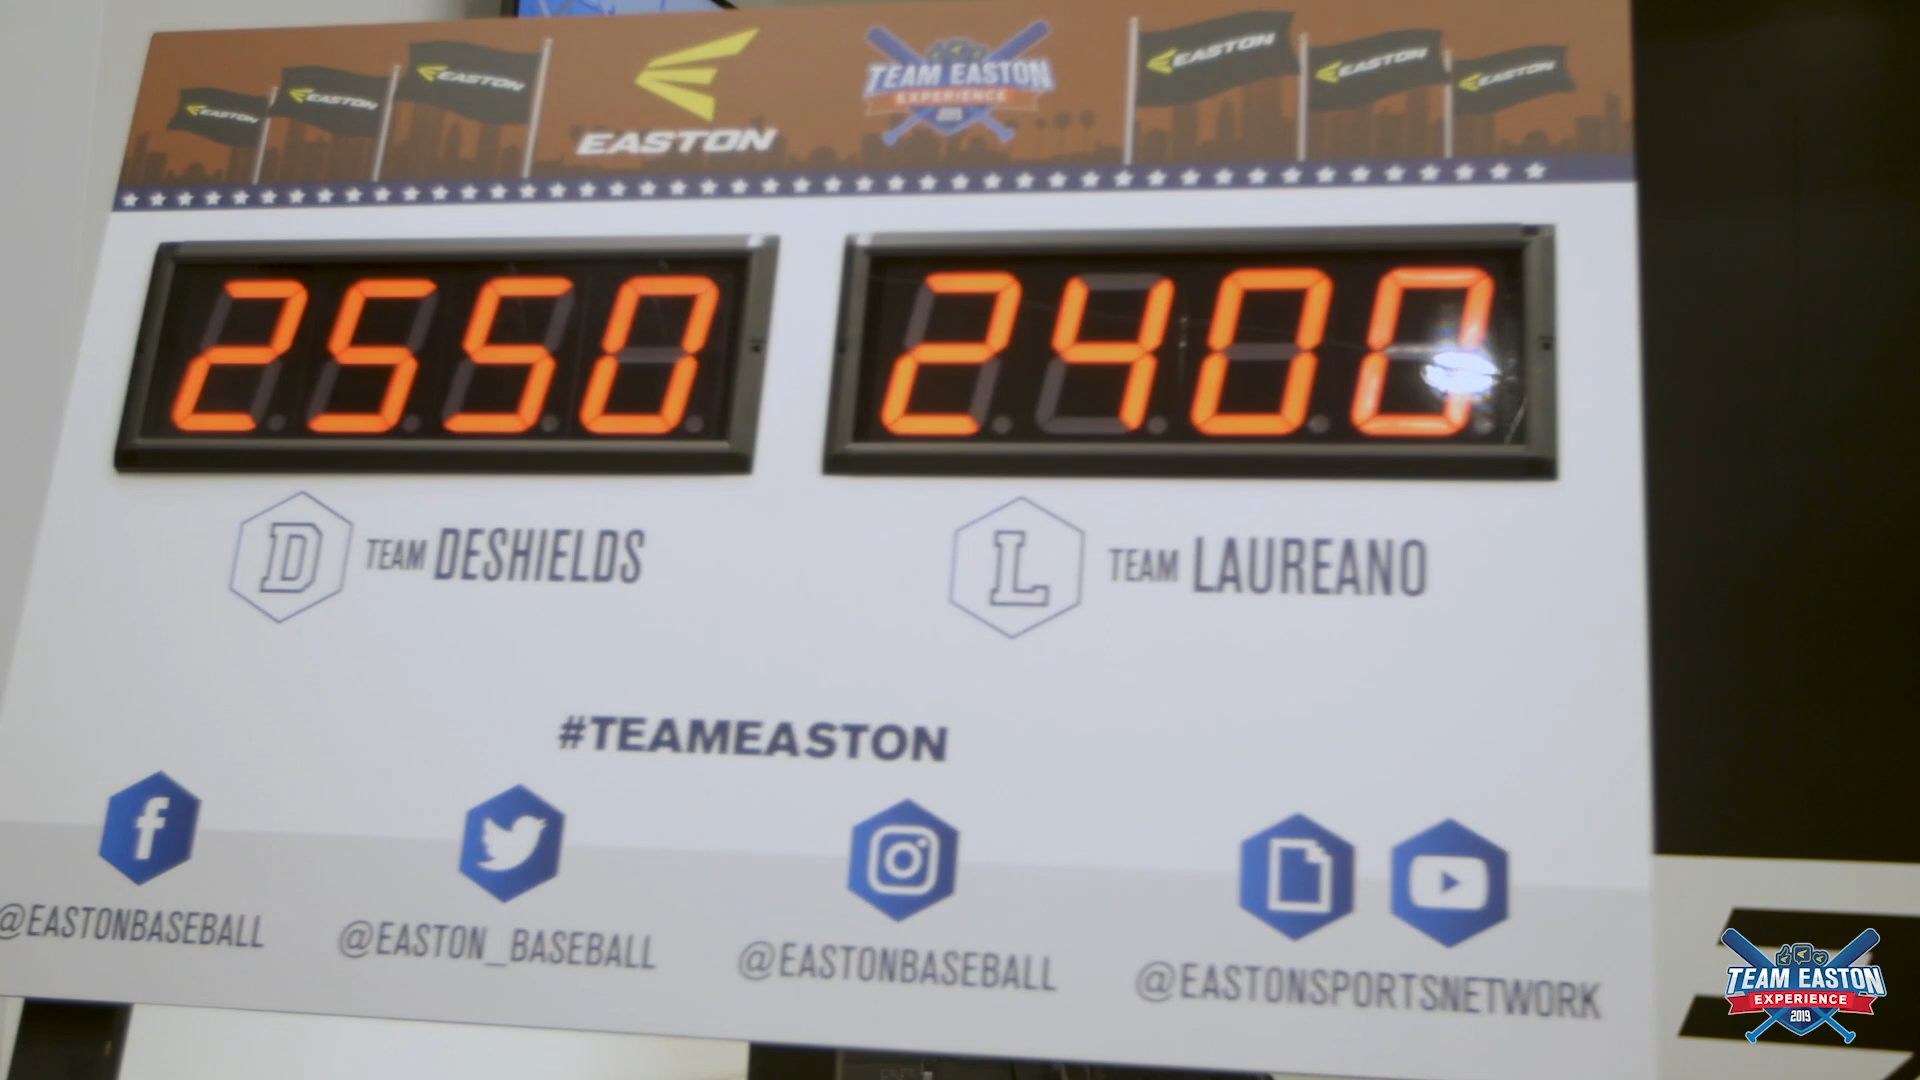 EASTON
EASTON
EASTON
EASTON
TEAM EASTON
EXPERIENCE
2019
EASTON
EASTON
EASTON
2550
2400
D TEAM DESHIELDS
L TEAM LAUREANO
#TEAMEASTON
@EASTONBASEBALL
@EASTON_BASEBALL
@EASTONBASEBALL
@EASTONSPORTSNETWORK
TEAM EASTON
EXPERIENCE
2019